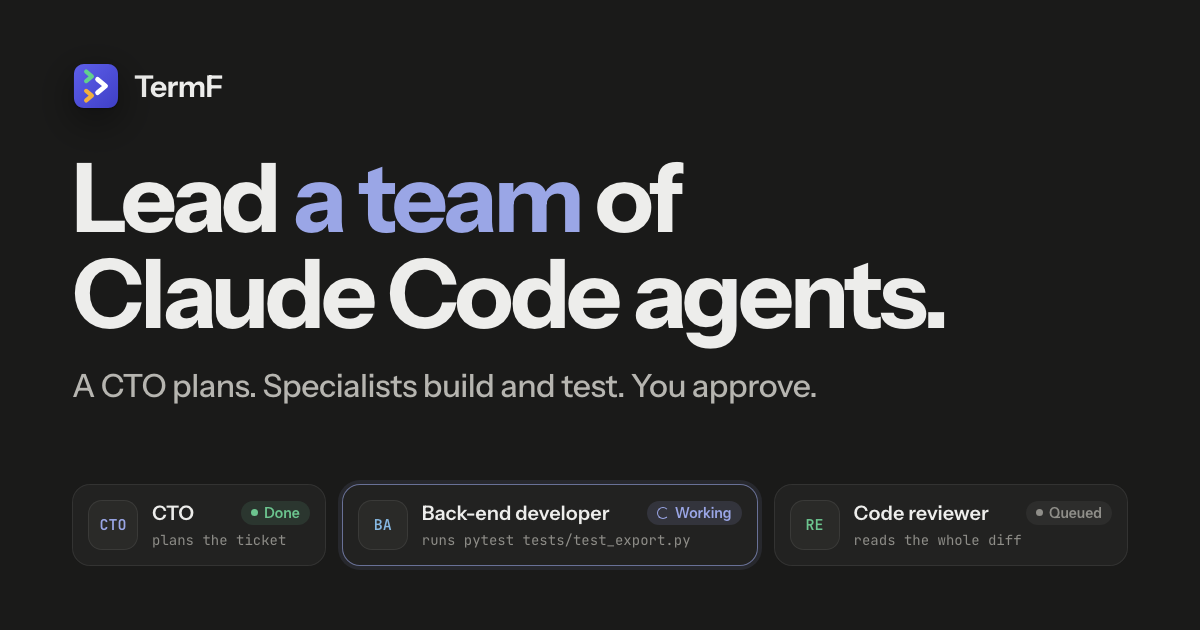 TermF
Lead a team of
Claude Code agents.
A CTO plans. Specialists build and test. You approve.
CTO
CTO
Done
plans the ticket
BA
Back-end developer
Working
runs pytest tests/test_export.py
RE
Code reviewer
Queued
reads the whole diff